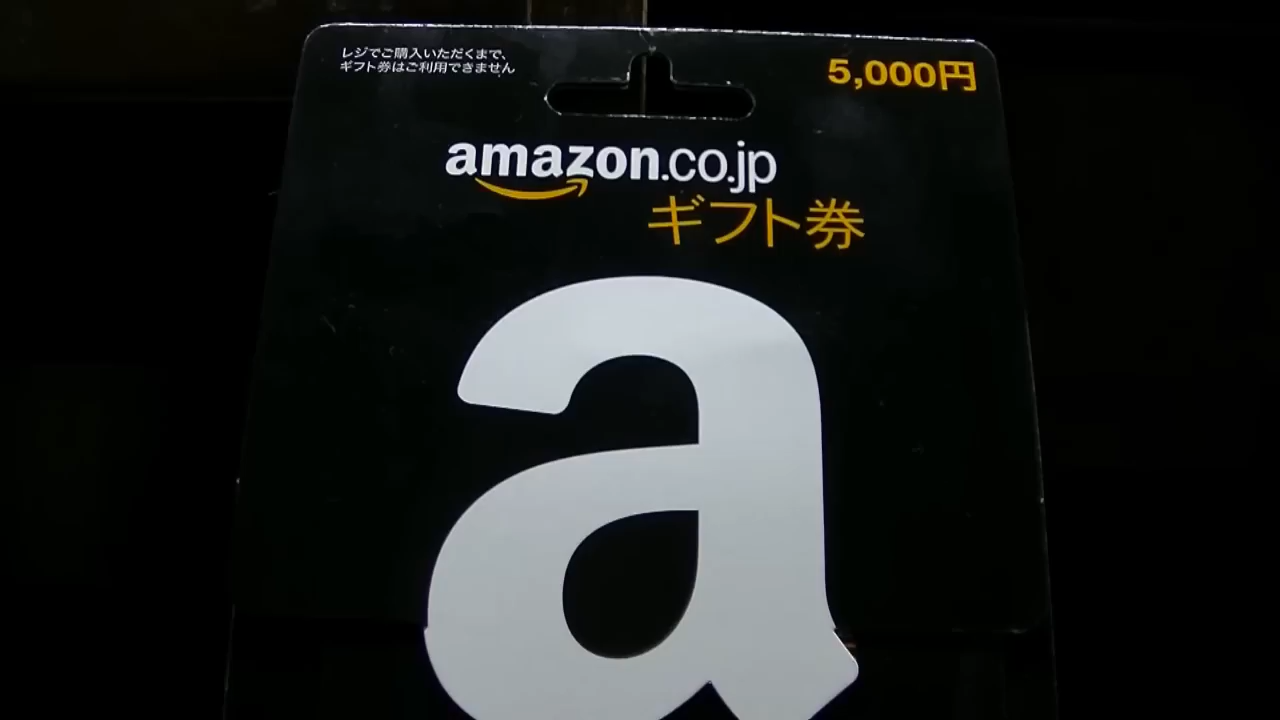 レジでご購入いただくまで、
ギフト券はご利用できません
5,000円
amazon.co.jp
ギフト券
a